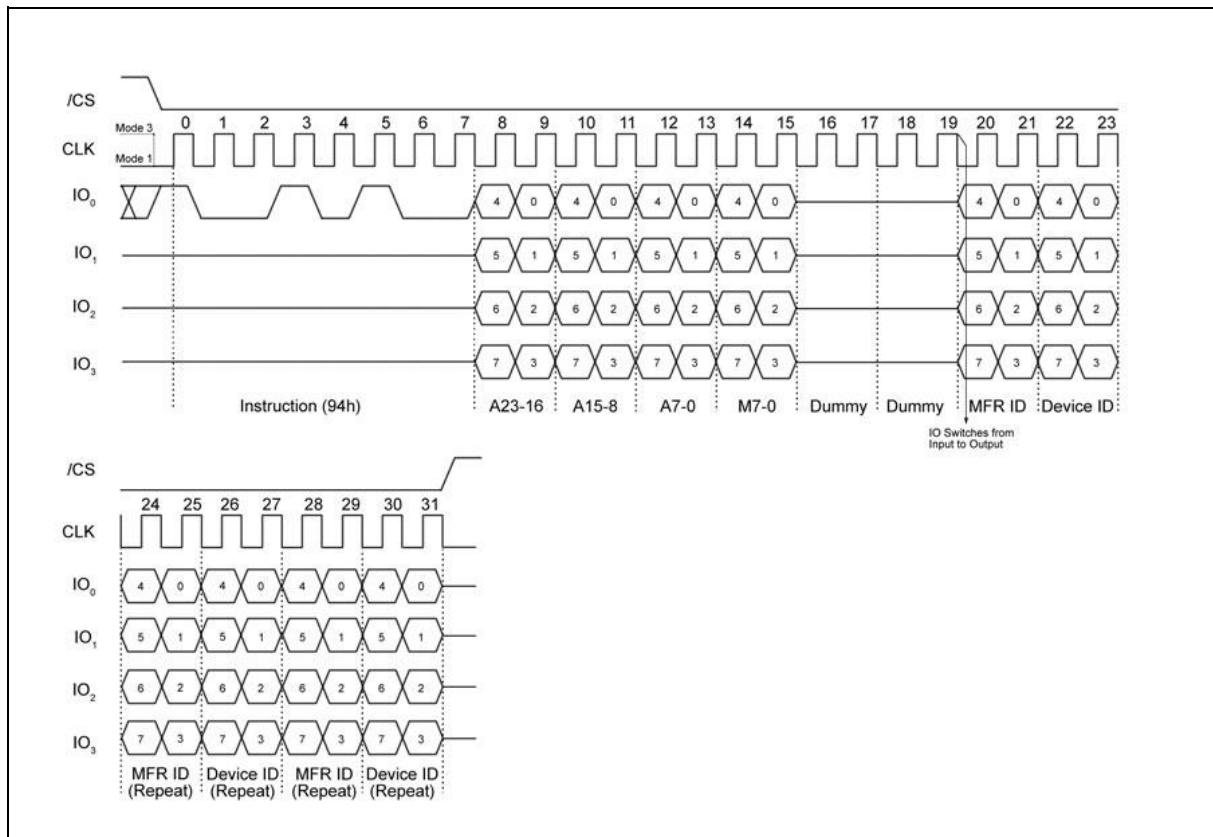 /CS
Mode 3
0 1 2 3 4 5 6 7 8 9 10 11 12 13 14 15 16 17 18 19 20 21 22 23
CLK
Mode 1
IO0
4 0 4 0 4 0 4 0 4 0 4 0
IO1
5 1 5 1 5 1 5 1 5 1 5 1
IO2
6 2 6 2 6 2 6 2 6 2 6 2
IO3
7 3 7 3 7 3 7 3 7 3 7 3
Instruction (94h) A23-16 A15-8 A7-0 M7-0 Dummy Dummy MFR ID Device ID
IO Switches from
Input to Output
/CS
24 25 26 27 28 29 30 31
CLK
IO0
4 0 4 0 4 0 4 0
IO1
5 1 5 1 5 1 5 1
IO2
6 2 6 2 6 2 6 2
IO3
7 3 7 3 7 3 7 3
MFR ID Device ID MFR ID Device ID
(Repeat) (Repeat) (Repeat) (Repeat)